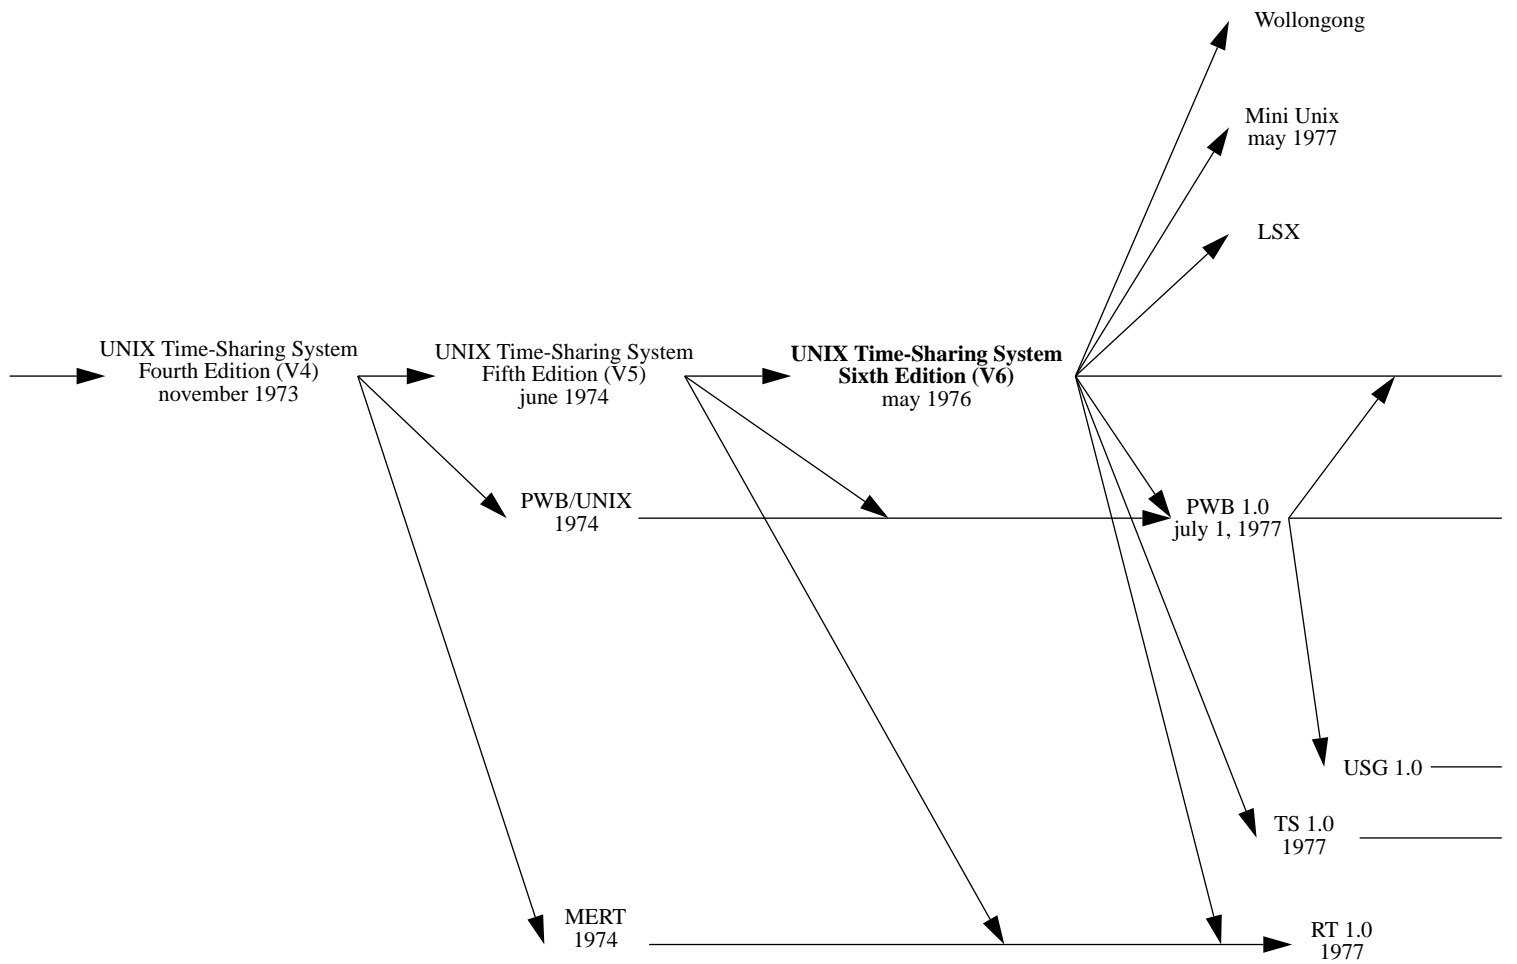 Wollongong
Mini Unix
may 1977
LSX
UNIX Time-Sharing System
Fourth Edition (V4)
november 1973
UNIX Time-Sharing System
Fifth Edition (V5)
june 1974
UNIX Time-Sharing System
Sixth Edition (V6)
may 1976
PWB/UNIX
1974
PWB 1.0
july 1, 1977
USG 1.0
TS 1.0
1977
MERT
1974
RT 1.0
1977